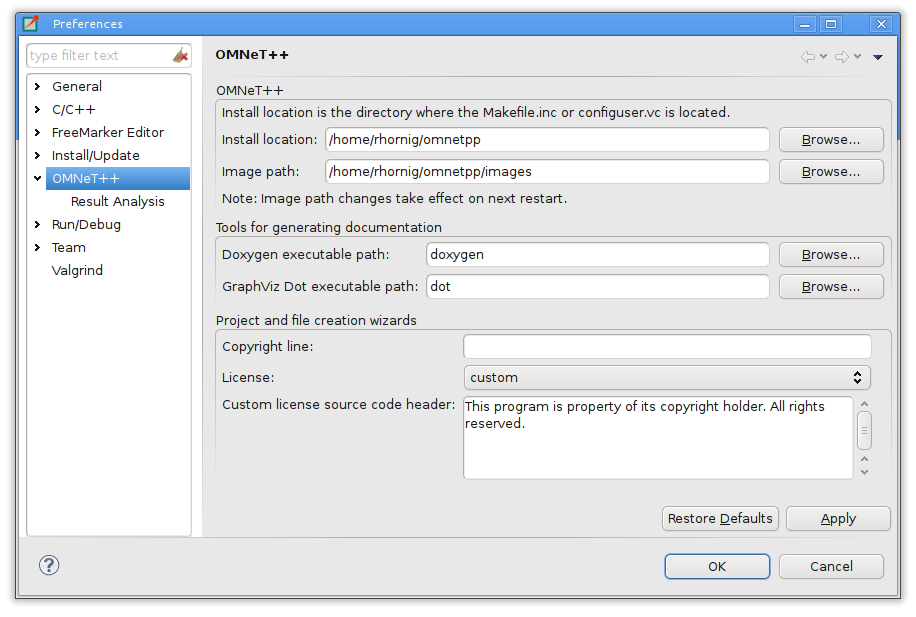 Preferences
type filter text
General
C/C++
FreeMarker Editor
Install/Update
OMNeT++
Result Analysis
Run/Debug
Team
Valgrind
OMNeT++
OMNeT++
Install location is the directory where the Makefile.inc or configuser.vc is located.
Install location: /home/rhornig/omnetpp Browse...
Image path: /home/rhornig/omnetpp/images Browse...
Note: Image path changes take effect on next restart.
Tools for generating documentation
Doxygen executable path: doxygen Browse...
GraphViz Dot executable path: dot Browse...
Project and file creation wizards
Copyright line:
License: custom
Custom license source code header: This program is property of its copyright holder. All rights
reserved.
Restore Defaults Apply
? OK Cancel